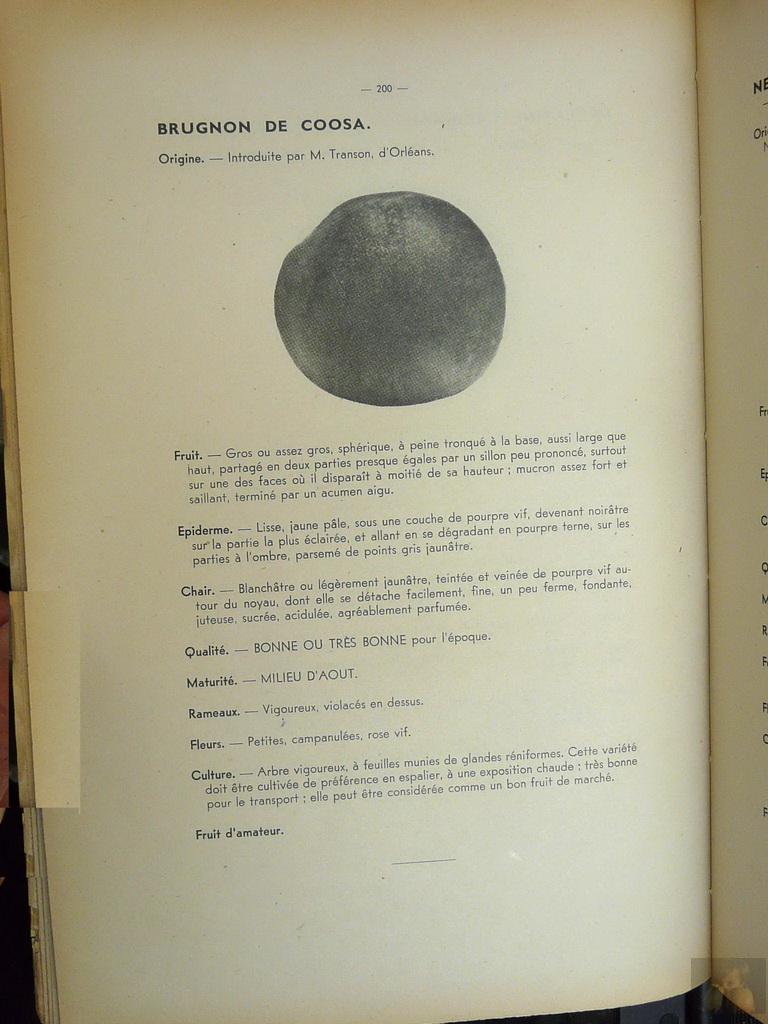 — 200 —
BRUGNON DE COOSA.
Origine. — Introduite par M. Transon, d'Orléans.
Fruit. — Gros ou assez gros, sphérique, à peine tronqué à la base, aussi large que
haut, partagé en deux parties presque égales par un sillon peu prononcé, surtout
sur une des faces où il disparaît à moitié de sa hauteur ; mucron assez fort et
saillant, terminé par un acumen aigu.
Epiderme. — Lisse, jaune pâle, sous une couche de pourpre vif, devenant noirâtre
sur la partie la plus éclairée, et allant en se dégradant en pourpre terne, sur les
parties à l'ombre, parsemé de points gris jaunâtre.
Chair. — Blanchâtre ou légèrement jaunâtre, teintée et veinée de pourpre vif au-
tour du noyau, dont elle se détache facilement, fine, un peu ferme, fondante,
juteuse, sucrée, acidulée, agréablement parfumée.
Qualité. — BONNE OU TRÈS BONNE pour l'époque.
Maturité. — MILIEU D'AOUT.
Rameaux. — Vigoureux, violacés en dessus.
Fleurs. — Petites, campanulées, rose vif.
Culture. — Arbre vigoureux, à feuilles munies de glandes réniformes. Cette variété
doit être cultivée de préférence en espalier, à une exposition chaude ; très bonne
pour le transport ; elle peut être considérée comme un bon fruit de marché.
Fruit d'amateur.
NE
Ori
N
Fr
Ep
C
Q
M
R
F
Fl
C
F